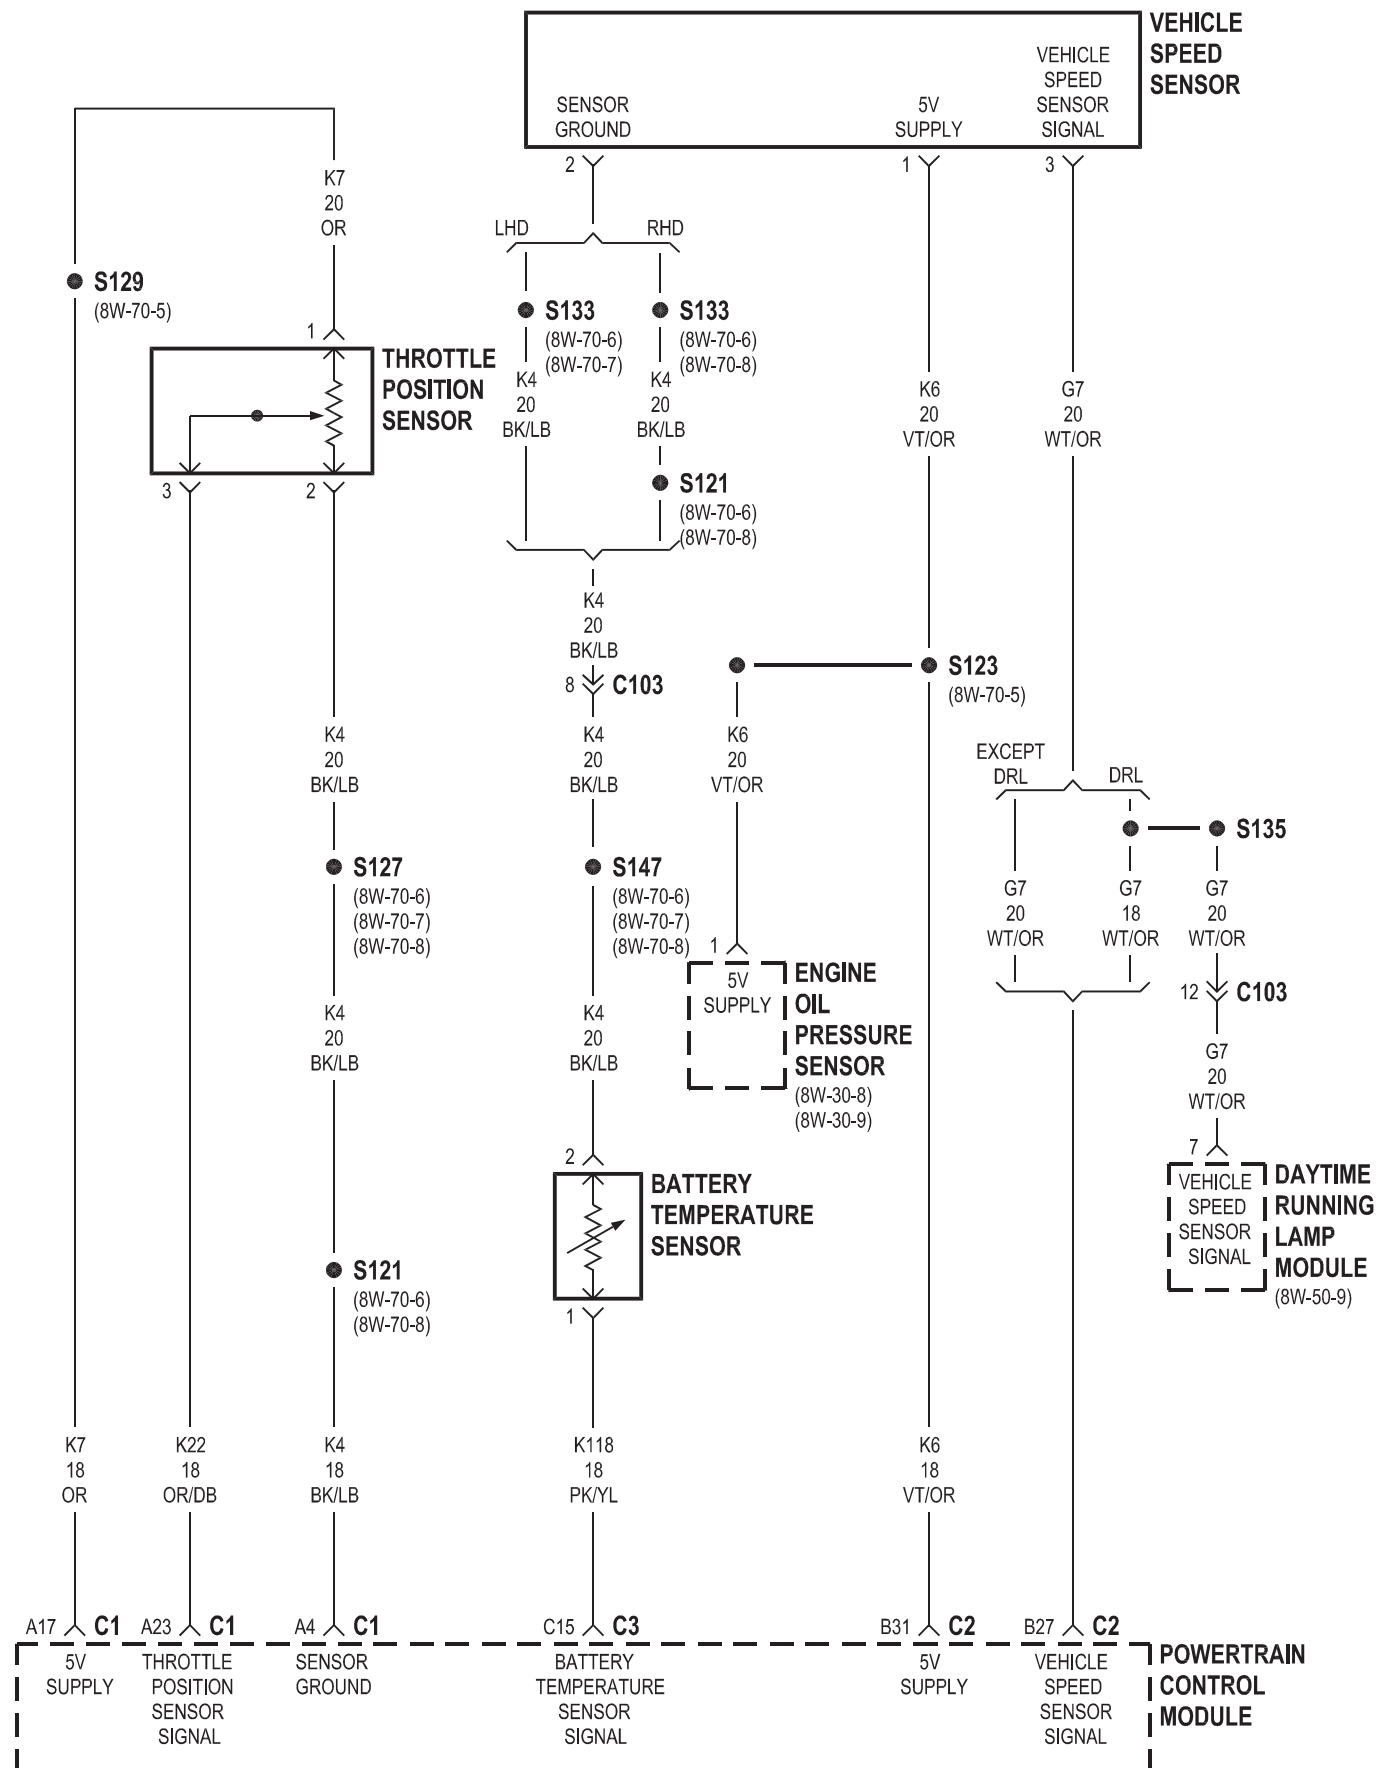 VEHICLE
SPEED
SENSOR
VEHICLE
SPEED
SENSOR
SIGNAL
SENSOR
GROUND
5V
SUPPLY
2
1
3
K7
20
OR
LHD
RHD
S129
(8W-70-5)
S133
(8W-70-6)
(8W-70-7)
S133
(8W-70-6)
(8W-70-8)
1
THROTTLE
POSITION
SENSOR
K4
20
BK/LB
K4
20
BK/LB
K6
20
VT/OR
G7
20
WT/OR
3
2
S121
(8W-70-6)
(8W-70-8)
K4
20
BK/LB
8
C103
S123
(8W-70-5)
K4
20
BK/LB
K4
20
BK/LB
K6
20
VT/OR
EXCEPT
DRL
DRL
S135
S127
(8W-70-6)
(8W-70-7)
(8W-70-8)
S147
(8W-70-6)
(8W-70-7)
(8W-70-8)
G7
20
WT/OR
G7
18
WT/OR
G7
20
WT/OR
1
5V
SUPPLY
ENGINE
OIL
PRESSURE
SENSOR
(8W-30-8)
(8W-30-9)
12
C103
K4
20
BK/LB
K4
20
BK/LB
G7
20
WT/OR
2
BATTERY
TEMPERATURE
SENSOR
7
VEHICLE
SPEED
SENSOR
SIGNAL
DAYTIME
RUNNING
LAMP
MODULE
(8W-50-9)
S121
(8W-70-6)
(8W-70-8)
1
K7
18
OR
K22
18
OR/DB
K4
18
BK/LB
K118
18
PK/YL
K6
18
VT/OR
A17
C1
A23
C1
A4
C1
C15
C3
B31
C2
B27
C2
5V
SUPPLY
THROTTLE
POSITION
SENSOR
SIGNAL
SENSOR
GROUND
BATTERY
TEMPERATURE
SENSOR
SIGNAL
5V
SUPPLY
VEHICLE
SPEED
SENSOR
SIGNAL
POWERTRAIN
CONTROL
MODULE